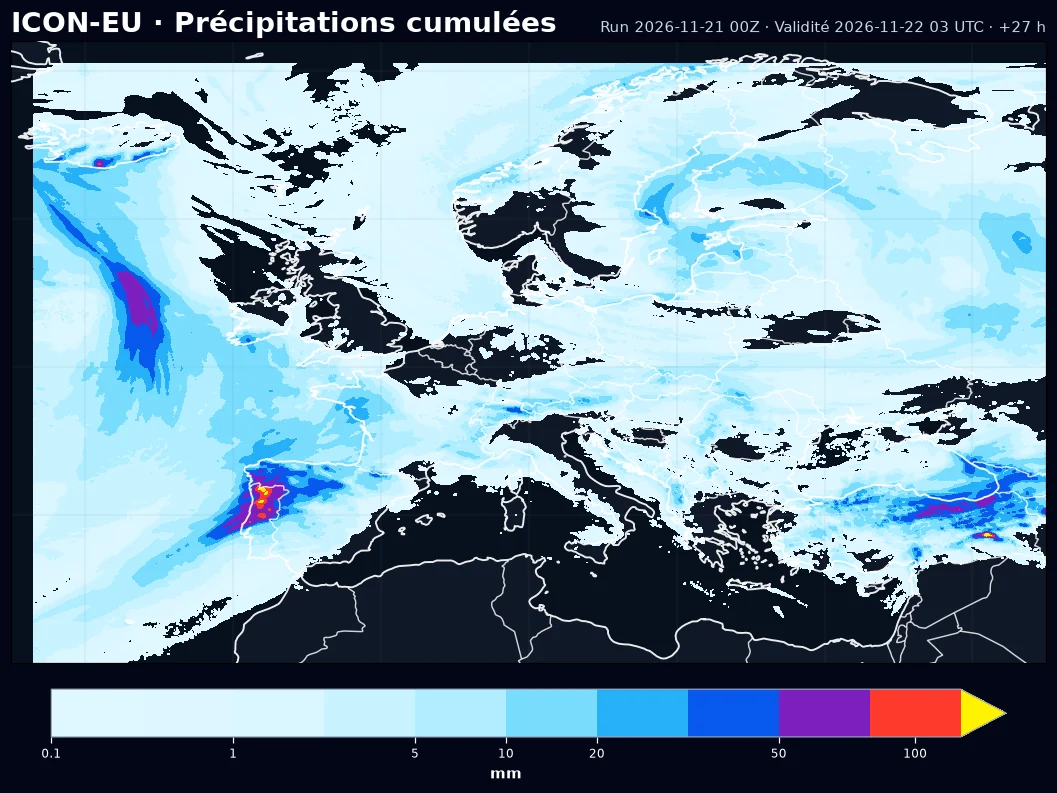 ICON-EU · Précipitations cumulées
Run 2026-11-21 00Z · Validité 2026-11-22 03 UTC · +27 h
0.1 1 5 10 20 50 100
mm